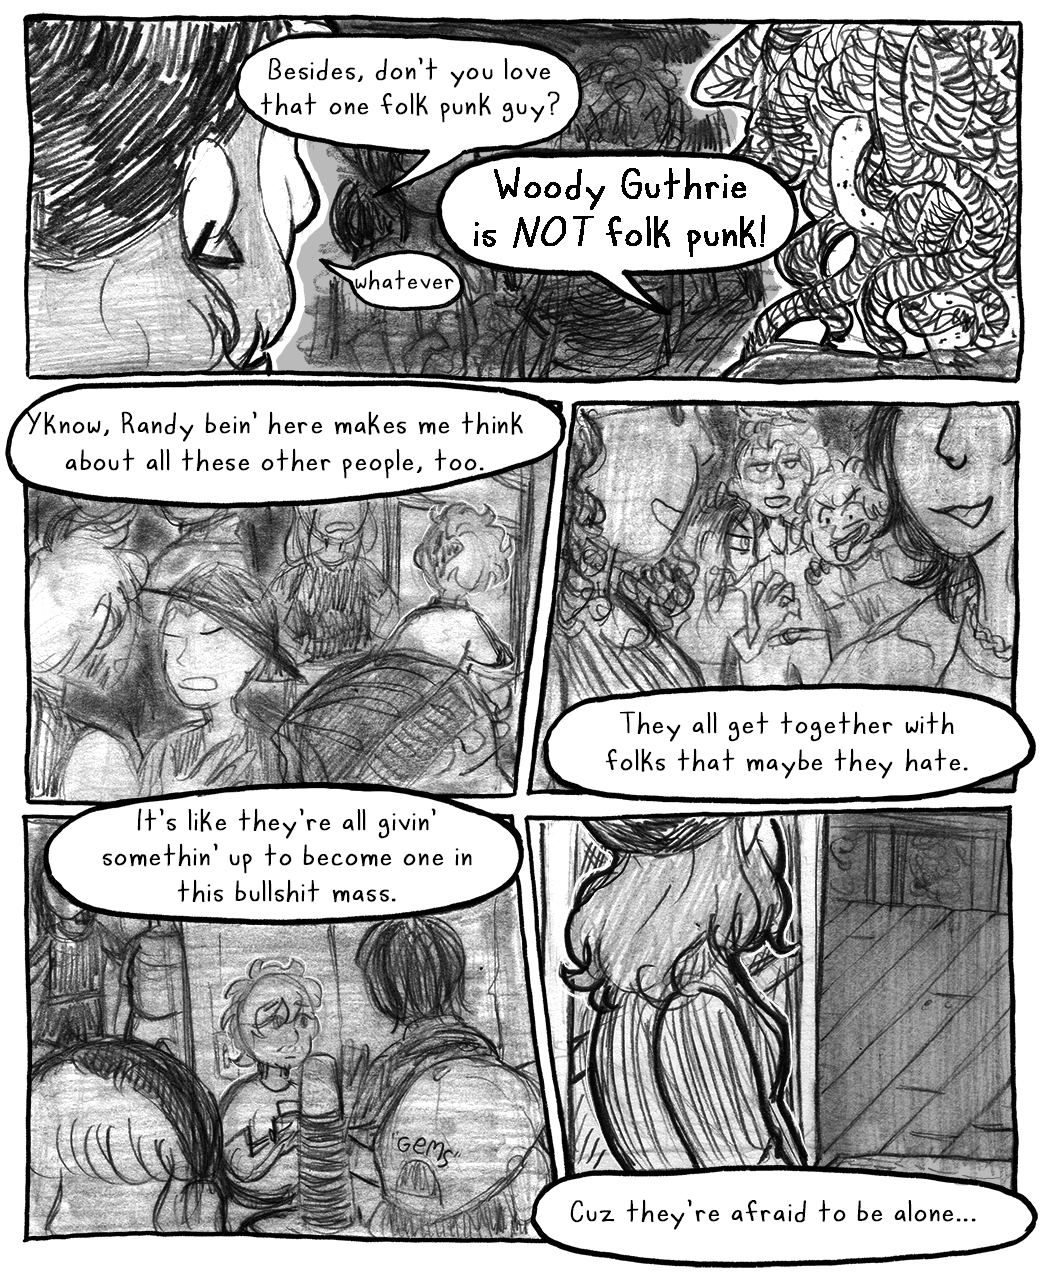 Besides, don't you love
that one folk punk guy?
Woody Guthrie
is NOT folk punk!
whatever
Yknow, Randy bein' here makes me think
about all these other people, too.
They all get together with
folks that maybe they hate.
It's like they're all givin'
somethin' up to become one in
this bullshit mass.
"GEMS"
Cuz they're afraid to be alone...